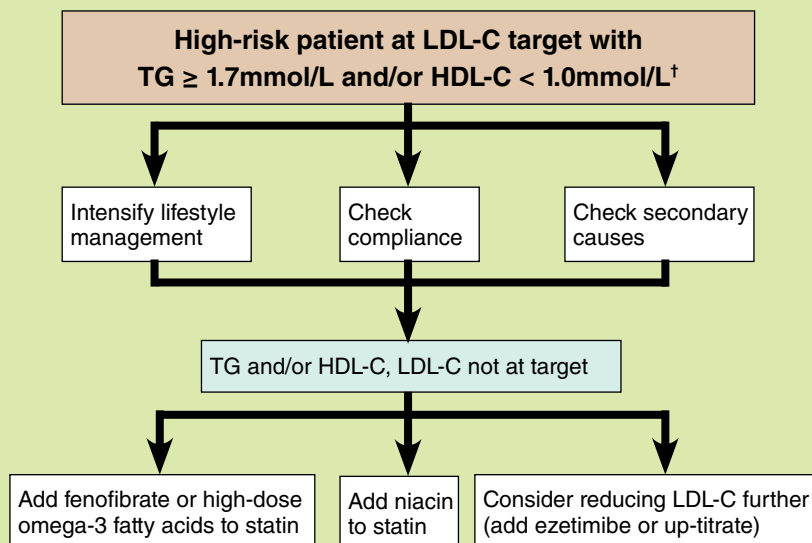 High-risk patient at LDL-C target with
TG ≥ 1.7mmol/L and/or HDL-C < 1.0mmol/L†
Intensify lifestyle
management
Check
compliance
Check secondary
causes
TG and/or HDL-C, LDL-C not at target
Add fenofibrate or high-dose
omega-3 fatty acids to statin
Add niacin
to statin
Consider reducing LDL-C further
(add ezetimibe or up-titrate)